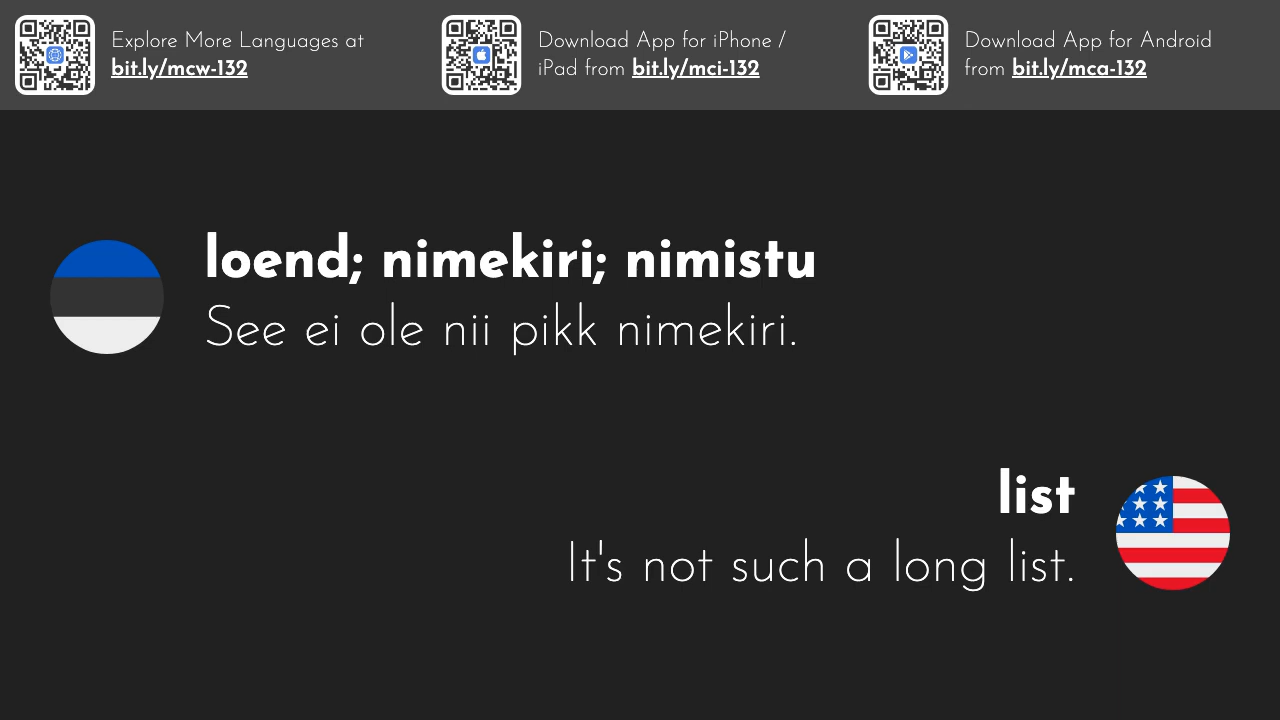 Explore More Languages at
bit.ly/mcw-132
Download App for iPhone /
iPad from bit.ly/mci-132
Download App for Android
from bit.ly/mca-132
loend; nimekiri; nimistu
See ei ole nii pikk nimekiri.
list
It's not such a long list.